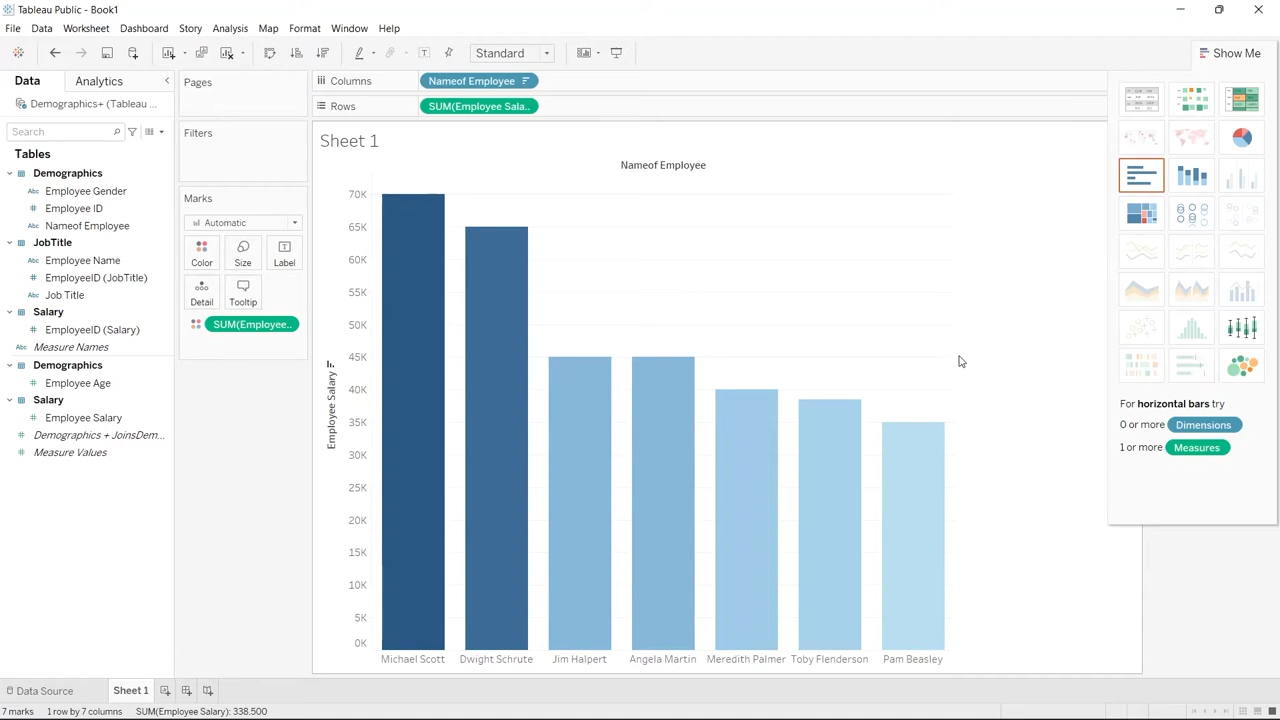 Tableau Public - Book1
File Data Worksheet Dashboard Story Analysis Map Format Window Help
Standard
Show Me
Data Analytics
Demographics+ (Tableau ...
Search
Tables
Demographics
Abc Employee Gender
# Employee ID
Abc Nameof Employee
JobTitle
Abc Employee Name
# EmployeeID (JobTitle)
Abc Job Title
Salary
# EmployeeID (Salary)
Abc Measure Names
Demographics
# Employee Age
Salary
# Employee Salary
# Demographics + JoinsDem...
# Measure Values
Pages
Filters
Marks
Automatic
Color Size Label
Detail Tooltip
SUM(Employee..
Columns Nameof Employee
Rows SUM(Employee Sala..
Sheet 1
Nameof Employee
Employee Salary
70K
65K
60K
55K
50K
45K
40K
35K
30K
25K
20K
15K
10K
5K
0K
Michael Scott Dwight Schrute Jim Halpert Angela Martin Meredith Palmer Toby Flenderson Pam Beasley
For horizontal bars try
0 or more Dimensions
1 or more Measures
Data Source Sheet 1
7 marks 1 row by 7 columns SUM(Employee Salary): 338.500